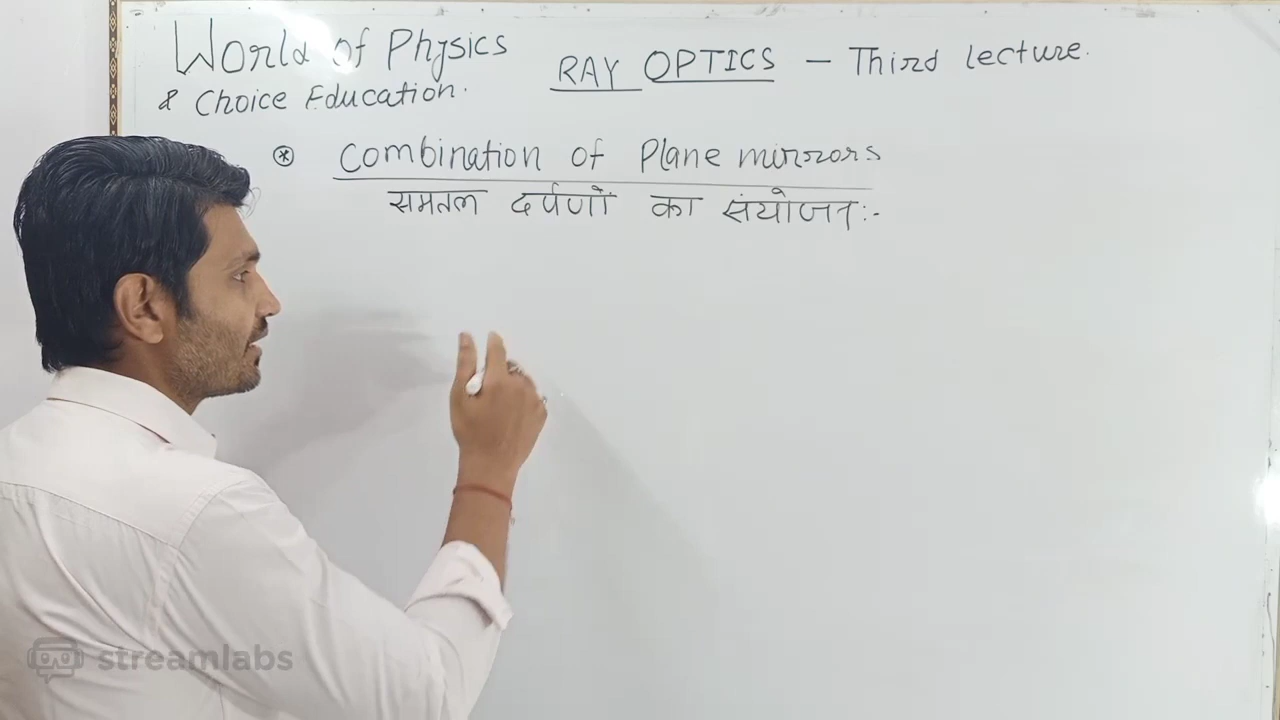 World of Physics
& Choice Education.
RAY OPTICS – Third lecture.
* Combination of Plane mirrors
समतल दर्पणों का संयोजन:-
streamlabs